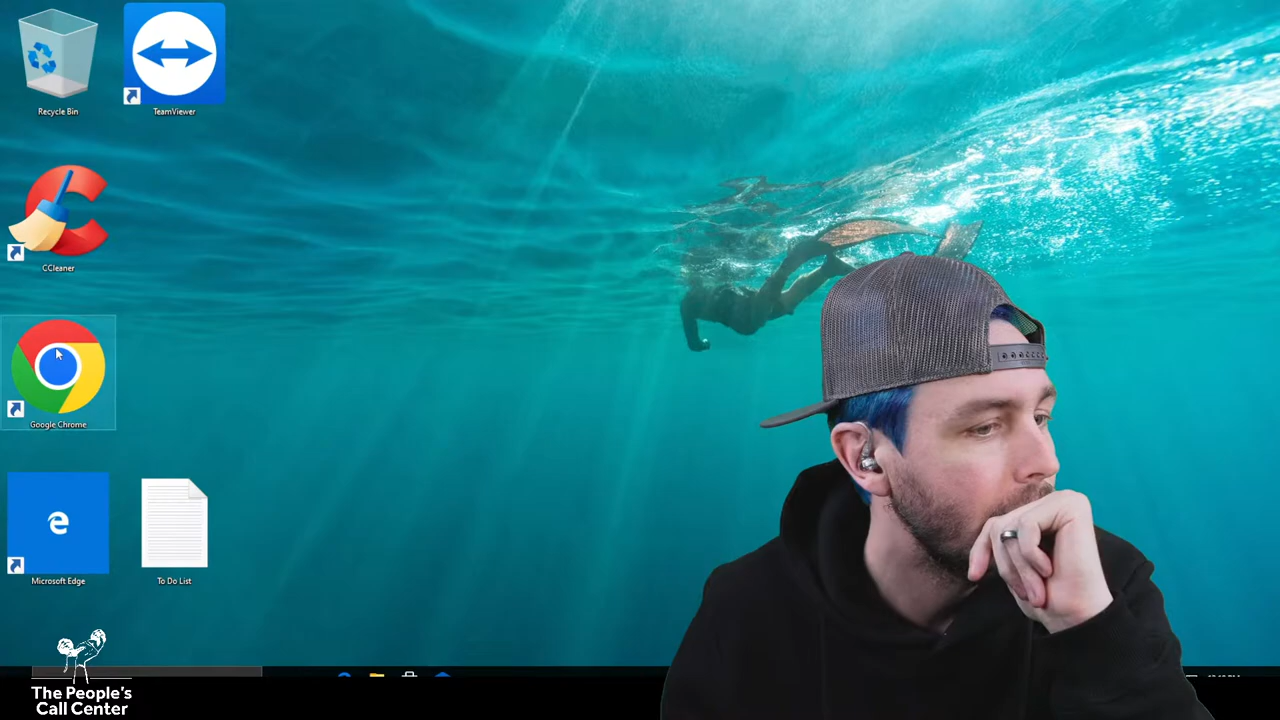 Recycle Bin
TeamViewer
CCleaner
Google Chrome
Microsoft Edge
To Do List
The People's
Call Center